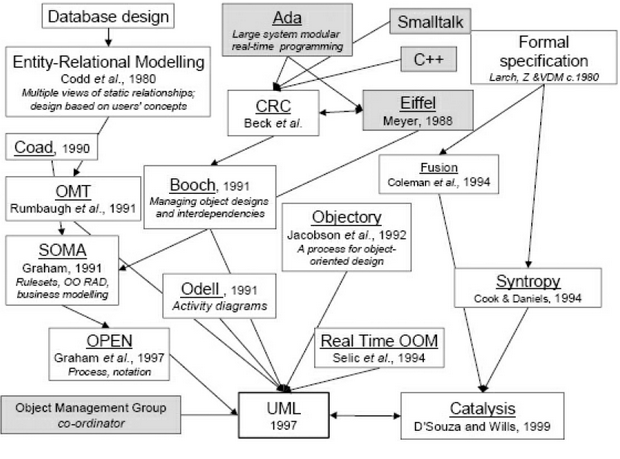 Database design
Ada
Large system modular
real-time programming
Smalltalk
C++
Formal
specification
Larch, Z &VDM c.1980
Entity-Relational Modelling
Codd et al., 1980
Multiple views of static relationships;
design based on users' concepts
CRC
Beck et al.
Eiffel
Meyer, 1988
Coad, 1990
Fusion
Coleman et al., 1994
OMT
Rumbaugh et al., 1991
Booch, 1991
Managing object designs
and interdependencies
Objectory
Jacobson et al., 1992
A process for object-
oriented design
SOMA
Graham, 1991
Rulesets, OO RAD,
business modelling
Odell , 1991
Activity diagrams
Syntropy
Cook & Daniels, 1994
OPEN
Graham et al., 1997
Process, notation
Real Time OOM
Selic et al., 1994
Object Management Group
co-ordinator
UML
1997
Catalysis
D'Souza and Wills, 1999